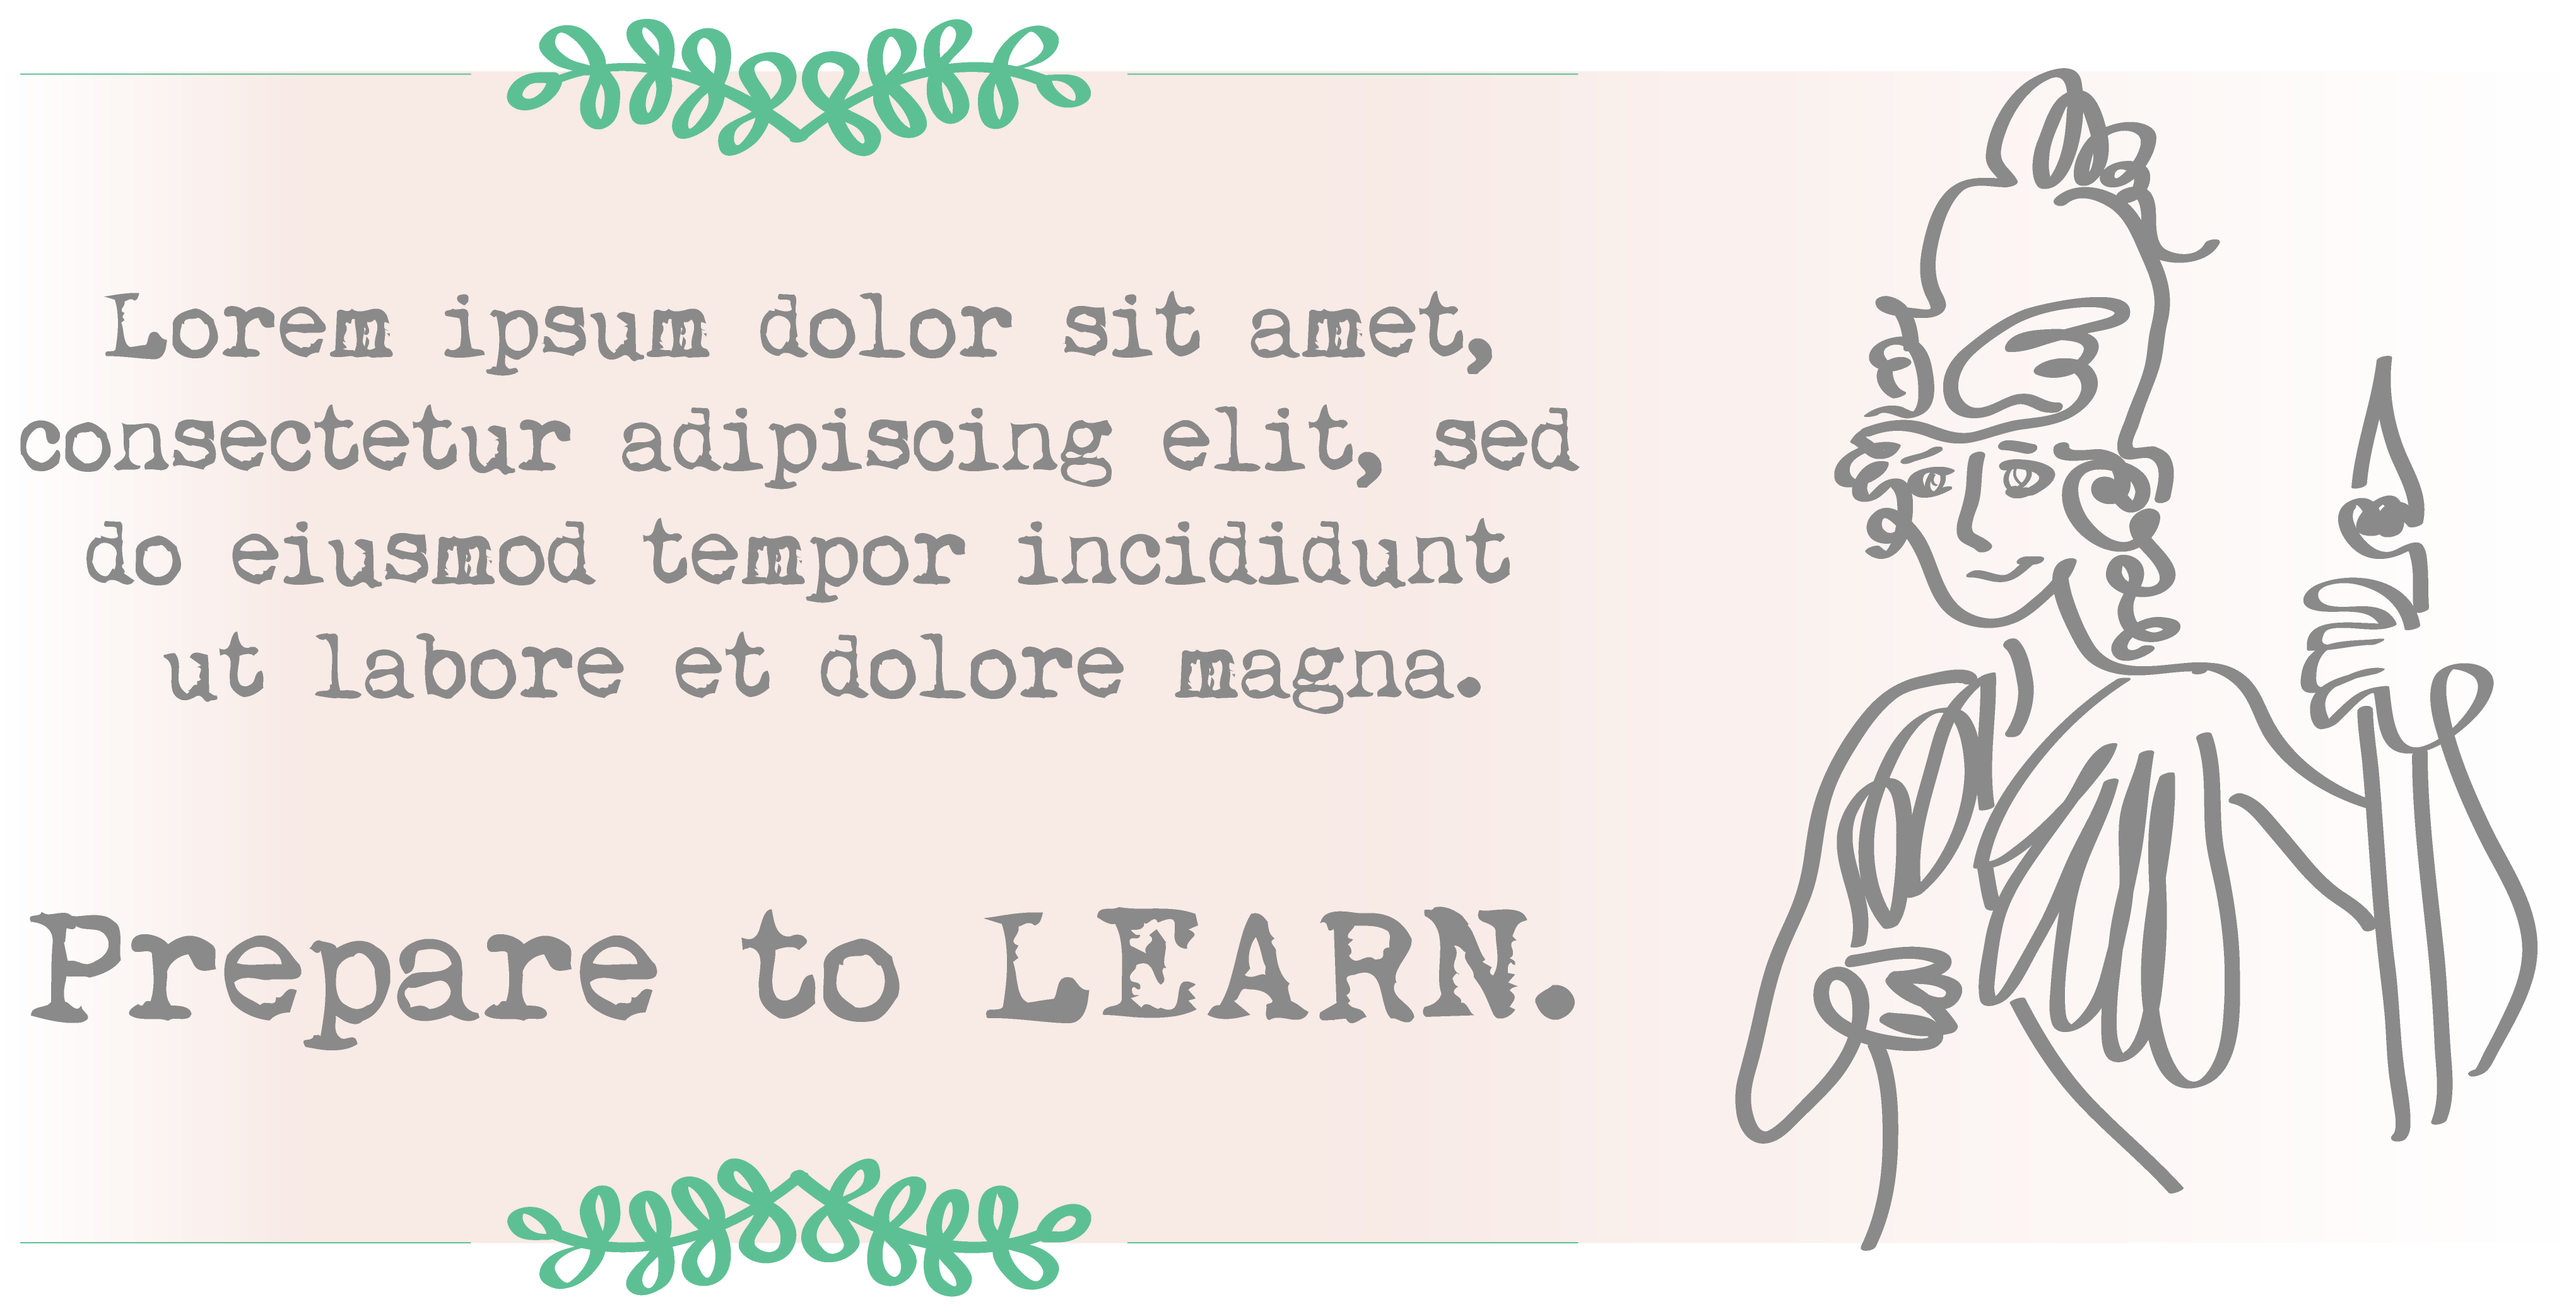 Lorem ipsum dolor sit amet,
consectetur adipiscing elit, sed
do eiusmod tempor incididunt
ut labore et dolore magna.
Prepare to LEARN.